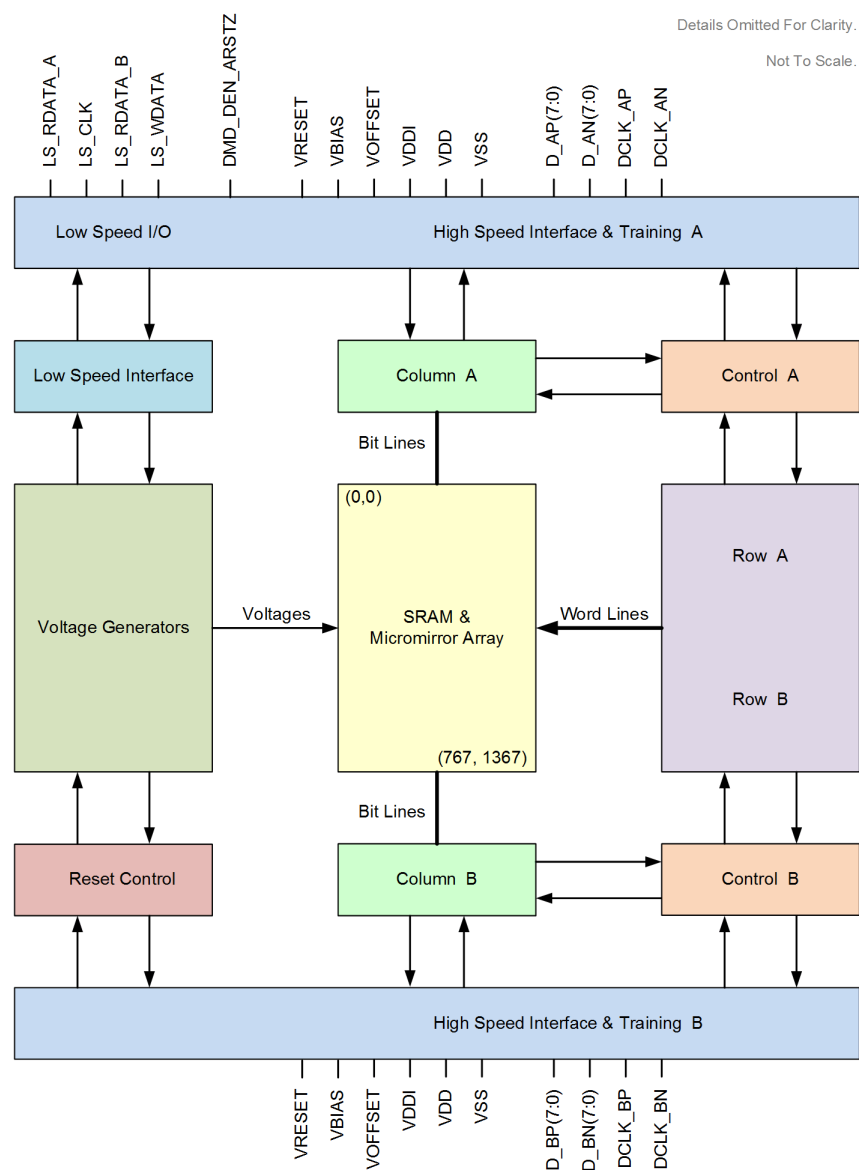 Details Omitted For Clarity.
Not To Scale.
LS_RDATA_A
LS_CLK
LS_RDATA_B
LS_WDATA
DMD_DEN_ARSTZ
VRESET
VBIAS
VOFFSET
VDDI
VDD
VSS
D_AP(7:0)
D_AN(7:0)
DCLK_AP
DCLK_AN
Low Speed I/O
High Speed Interface & Training A
Low Speed Interface
Column A
Control A
Bit Lines
(0,0)
Row A
Voltage Generators
Voltages
SRAM &
Micromirror Array
Word Lines
Row B
(767, 1367)
Bit Lines
Reset Control
Column B
Control B
High Speed Interface & Training B
VRESET
VBIAS
VOFFSET
VDDI
VDD
VSS
D_BP(7:0)
D_BN(7:0)
DCLK_BP
DCLK_BN